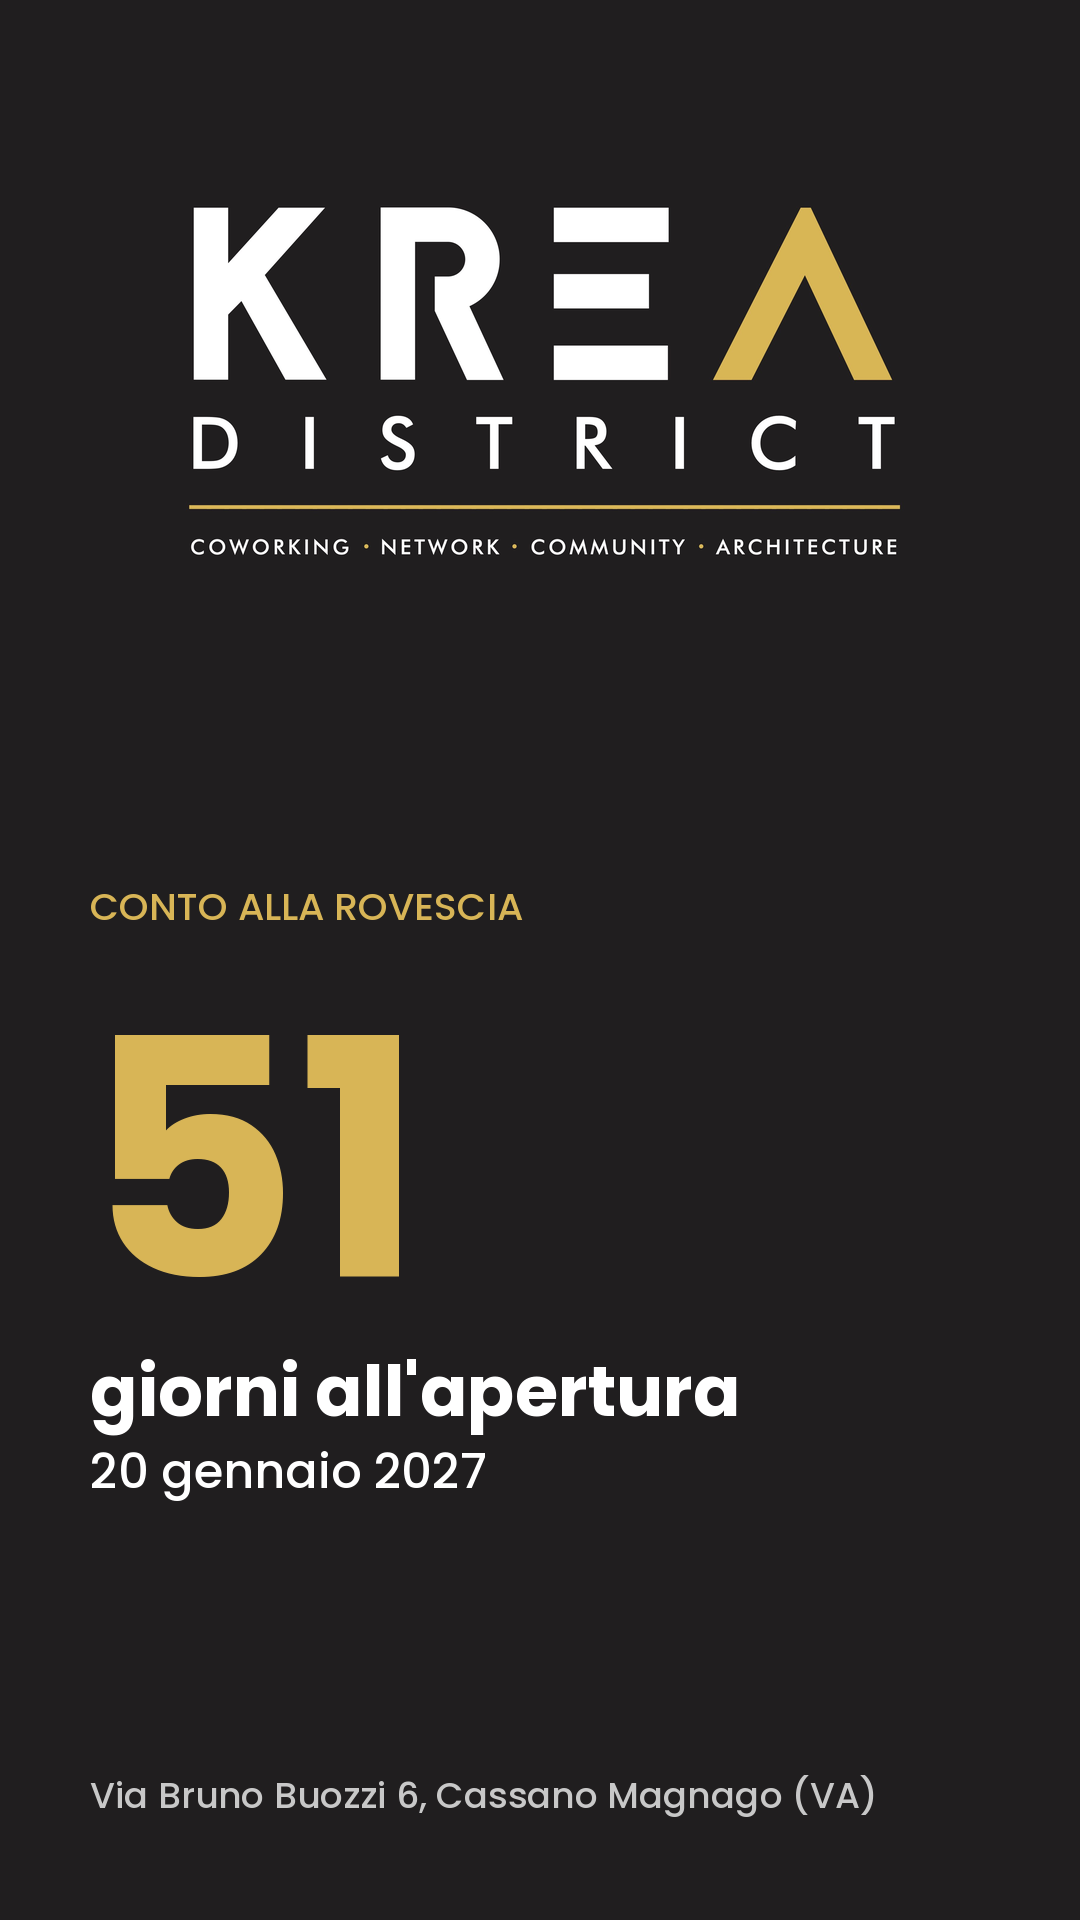 KREA
DISTRICT
COWORKING · NETWORK · COMMUNITY · ARCHITECTURE
CONTO ALLA ROVESCIA
51
giorni all'apertura
20 gennaio 2027
Via Bruno Buozzi 6, Cassano Magnago (VA)